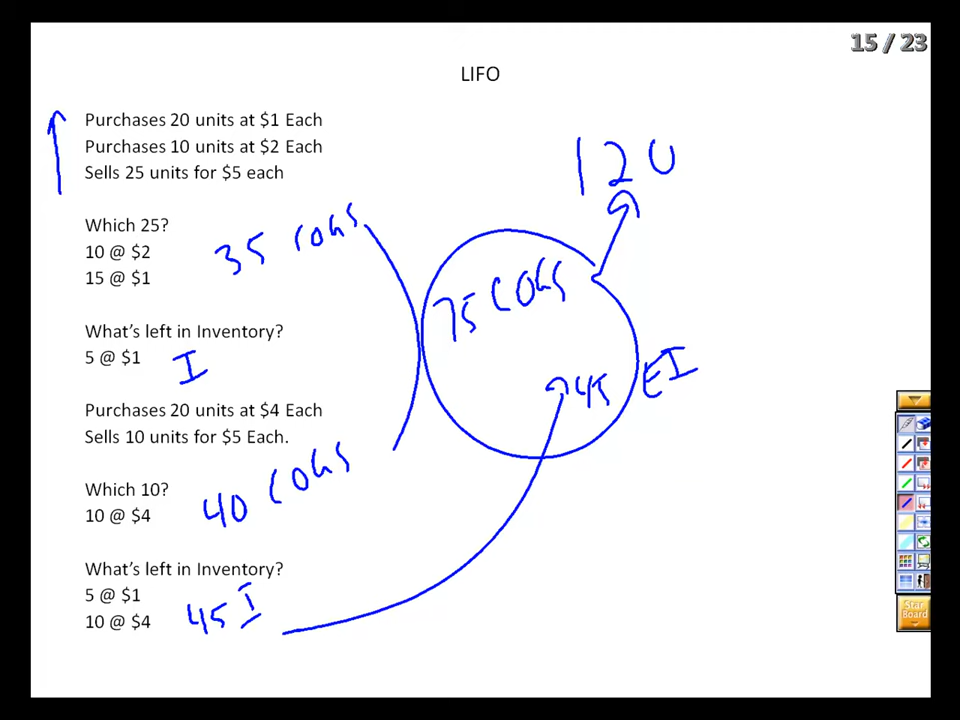 15 / 23
LIFO
Purchases 20 units at $1 Each
Purchases 10 units at $2 Each
Sells 25 units for $5 each
120
Which 25?
10 @ $2
15 @ $1
35 COGS
75 COGS
What's left in Inventory?
5 @ $1
I
45 EI
Purchases 20 units at $4 Each
Sells 10 units for $5 Each.
Which 10?
10 @ $4
40 COGS
What's left in Inventory?
5 @ $1
10 @ $4
45 I
Star
Board